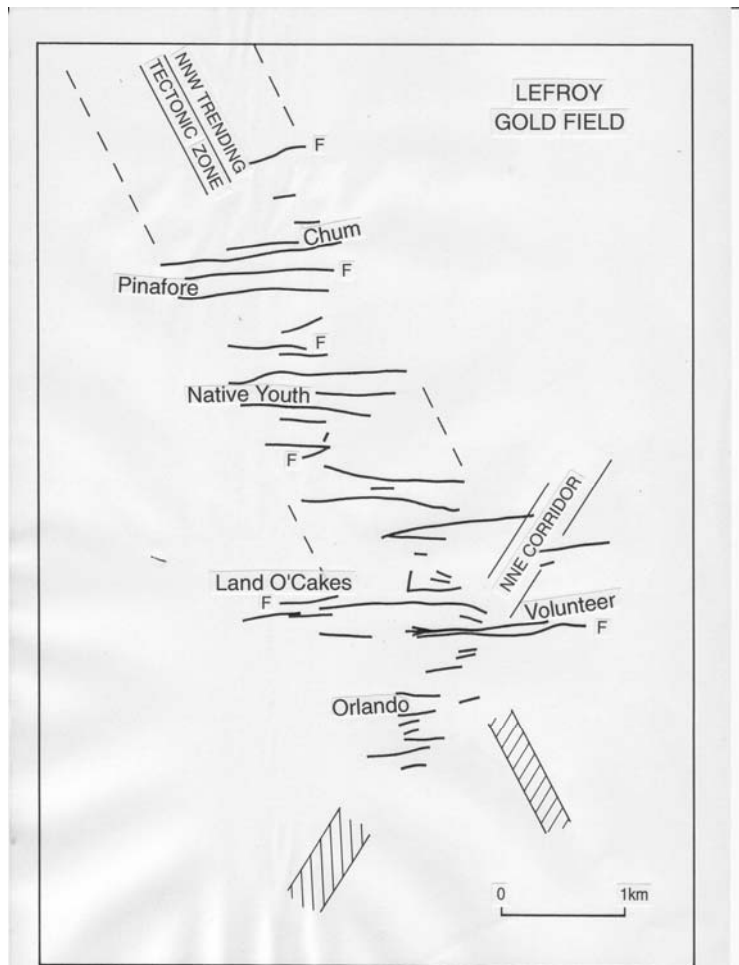 LEFROY
GOLD FIELD
NNW TRENDING
TECTONIC ZONE
F
Chum
F
Pinafore
F
Native Youth
F
NNE CORRIDOR
Land O'Cakes
F
Volunteer
F
Orlando
0
1km